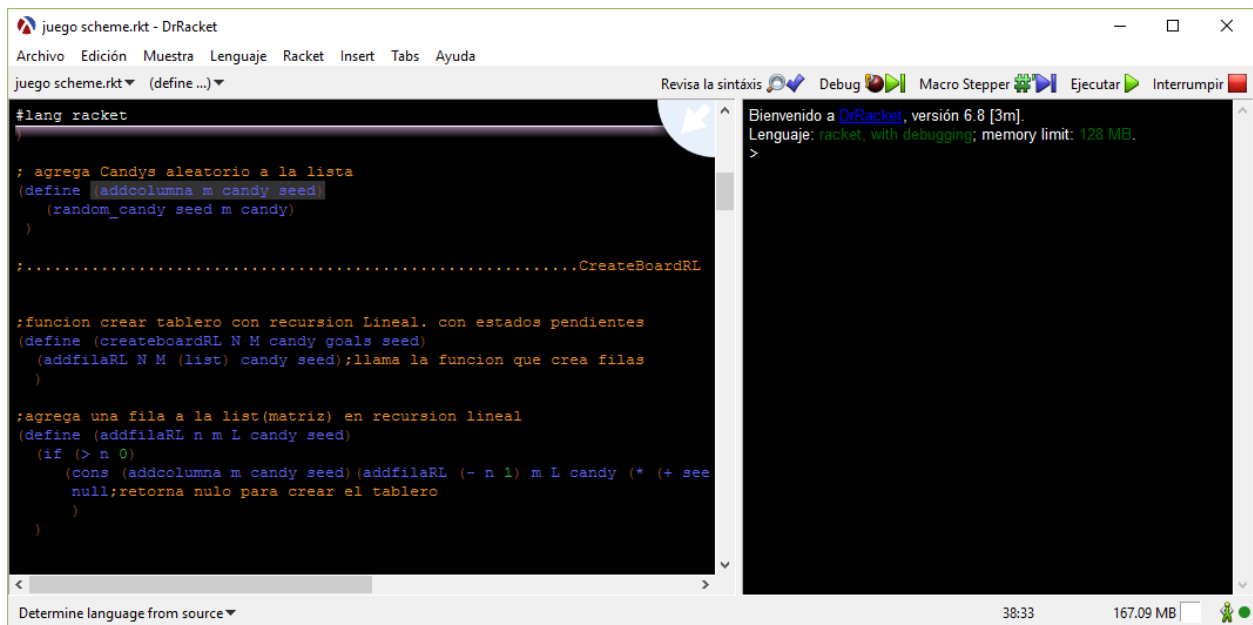 juego scheme.rkt - DrRacket
Archivo Edición Muestra Lenguaje Racket Insert Tabs Ayuda
juego scheme.rkt (define ...) Revisa la sintáxis Debug Macro Stepper Ejecutar Interrumpir
#lang racket
)
; agrega Candys aleatorio a la lista
(define (addcolumna m candy seed)
(random_candy seed m candy)
)
;...........................................................CreateBoardRL
;funcion crear tablero con recursion Lineal. con estados pendientes
(define (createboardRL N M candy goals seed)
(addfilaRL N M (list) candy seed);llama la funcion que crea filas
)
;agrega una fila a la list(matriz) en recursion lineal
(define (addfilaRL n m L candy seed)
(if (> n 0)
(cons (addcolumna m candy seed)(addfilaRL (- n 1) m L candy (* (+ see
null;retorna nulo para crear el tablero
)
)
Bienvenido a DrRacket, versión 6.8 [3m].
Lenguaje: racket, with debugging; memory limit: 128 MB.
>
Determine language from source 38:33 167.09 MB